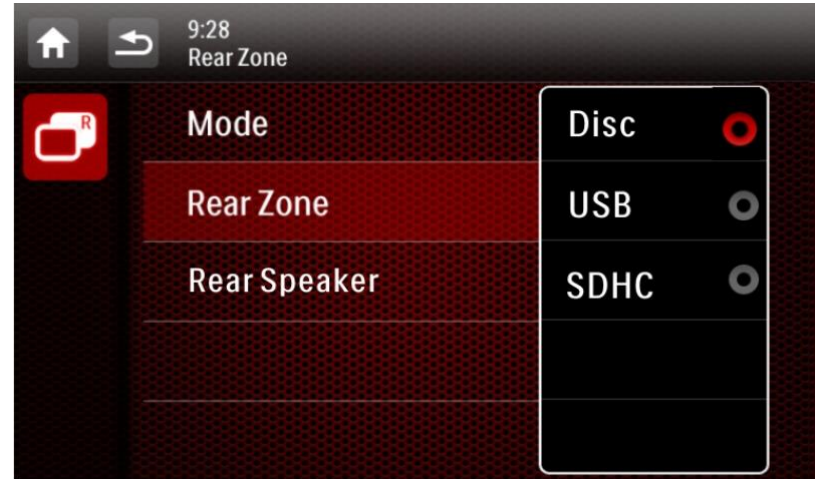 9:28
Rear Zone
R
Mode
Disc
Rear Zone
USB
Rear Speaker
SDHC